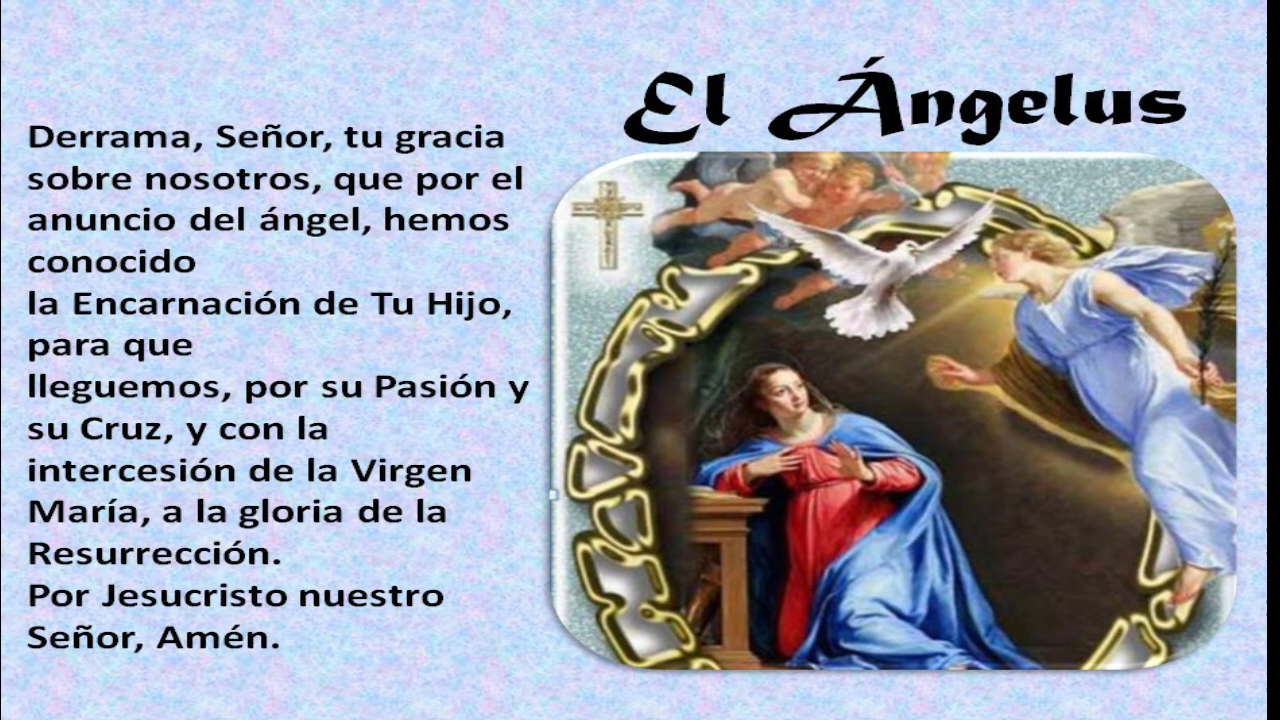 El Ángelus
Derrama, Señor, tu gracia
sobre nosotros, que por el
anuncio del ángel, hemos
conocido
la Encarnación de Tu Hijo,
para que
lleguemos, por su Pasión y
su Cruz, y con la
intercesión de la Virgen
María, a la gloria de la
Resurrección.
Por Jesucristo nuestro
Señor, Amén.